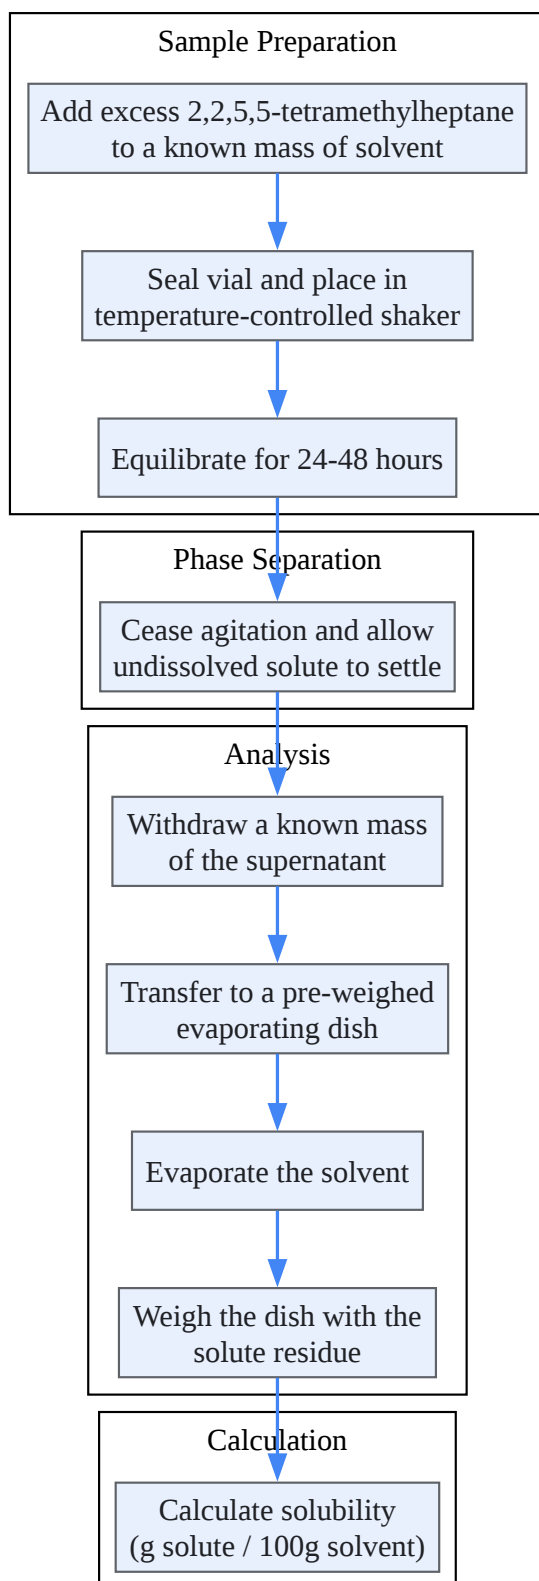 Sample Preparation
Add excess 2,2,5,5-tetramethylheptane
to a known mass of solvent
Seal vial and place in
temperature-controlled shaker
Equilibrate for 24-48 hours
Phase Separation
Cease agitation and allow
undissolved solute to settle
Analysis
Withdraw a known mass
of the supernatant
Transfer to a pre-weighed
evaporating dish
Evaporate the solvent
Weigh the dish with the
solute residue
Calculation
Calculate solubility
(g solute / 100g solvent)